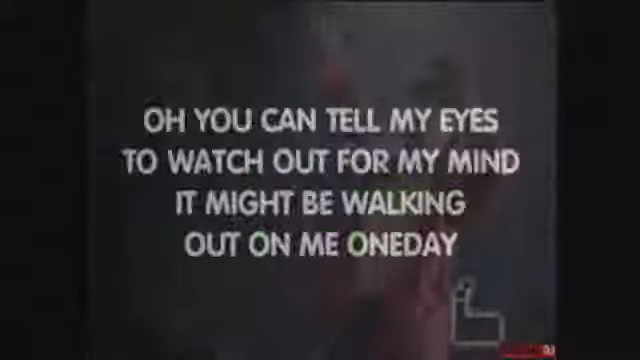 OH YOU CAN TELL MY EYES
TO WATCH OUT FOR MY MIND
IT MIGHT BE WALKING
OUT ON ME ONEDAY